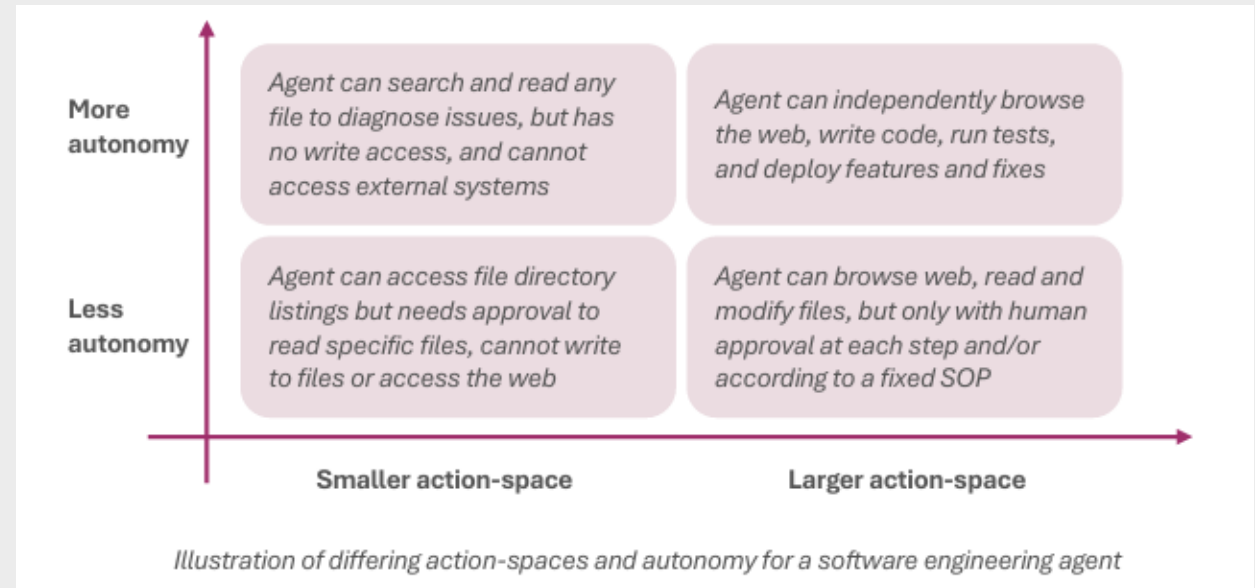 More
autonomy
Agent can search and read any
file to diagnose issues, but has
no write access, and cannot
access external systems
Agent can independently browse
the web, write code, run tests,
and deploy features and fixes
Less
autonomy
Agent can access file directory
listings but needs approval to
read specific files, cannot write
to files or access the web
Agent can browse web, read and
modify files, but only with human
approval at each step and/or
according to a fixed SOP
Smaller action-space
Larger action-space
Illustration of differing action-spaces and autonomy for a software engineering agent